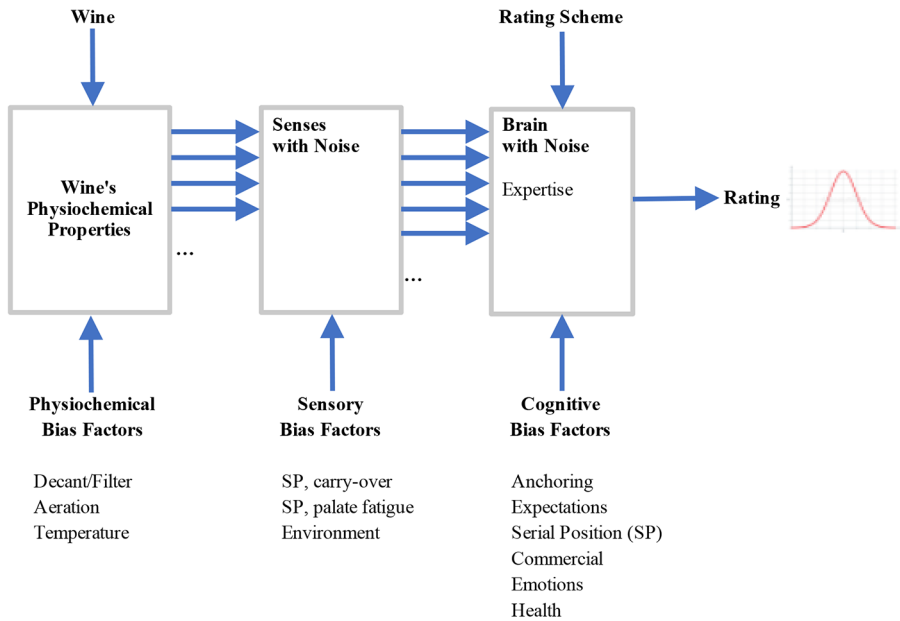 Wine
Rating Scheme
Wine's
Physiochemical
Properties
...
Senses
with Noise
...
Brain
with Noise
Expertise
Rating
Physiochemical
Bias Factors
Decant/Filter
Aeration
Temperature
Sensory
Bias Factors
SP, carry-over
SP, palate fatigue
Environment
Cognitive
Bias Factors
Anchoring
Expectations
Serial Position (SP)
Commercial
Emotions
Health